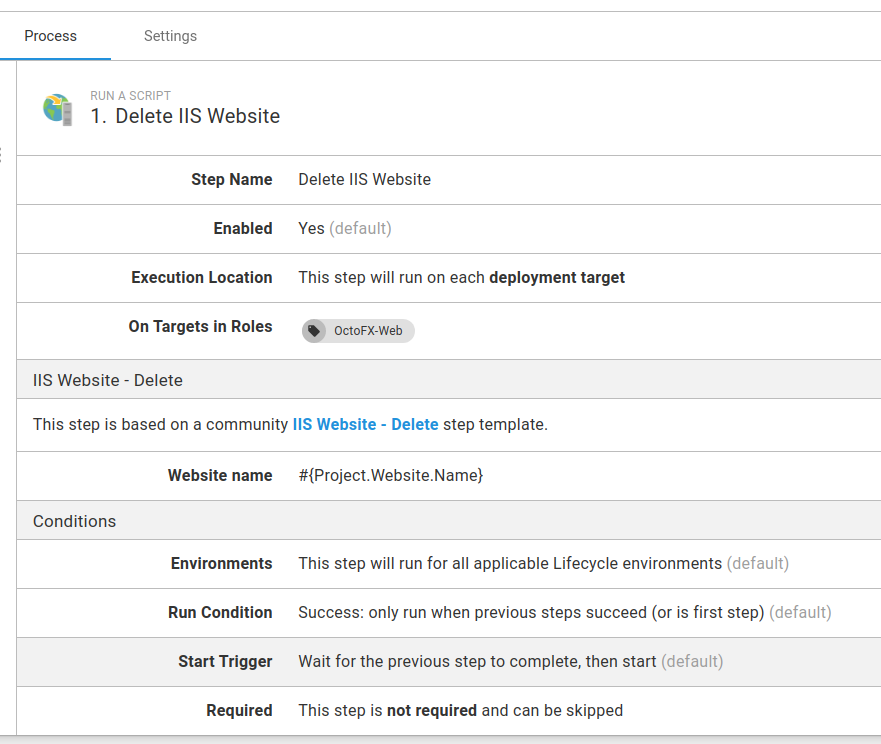 Process Settings
RUN A SCRIPT
1. Delete IIS Website
Step Name Delete IIS Website
Enabled Yes (default)
Execution Location This step will run on each deployment target
On Targets in Roles OctoFX-Web
IIS Website - Delete
This step is based on a community IIS Website - Delete step template.
Website name #{Project.Website.Name}
Conditions
Environments This step will run for all applicable Lifecycle environments (default)
Run Condition Success: only run when previous steps succeed (or is first step) (default)
Start Trigger Wait for the previous step to complete, then start (default)
Required This step is not required and can be skipped